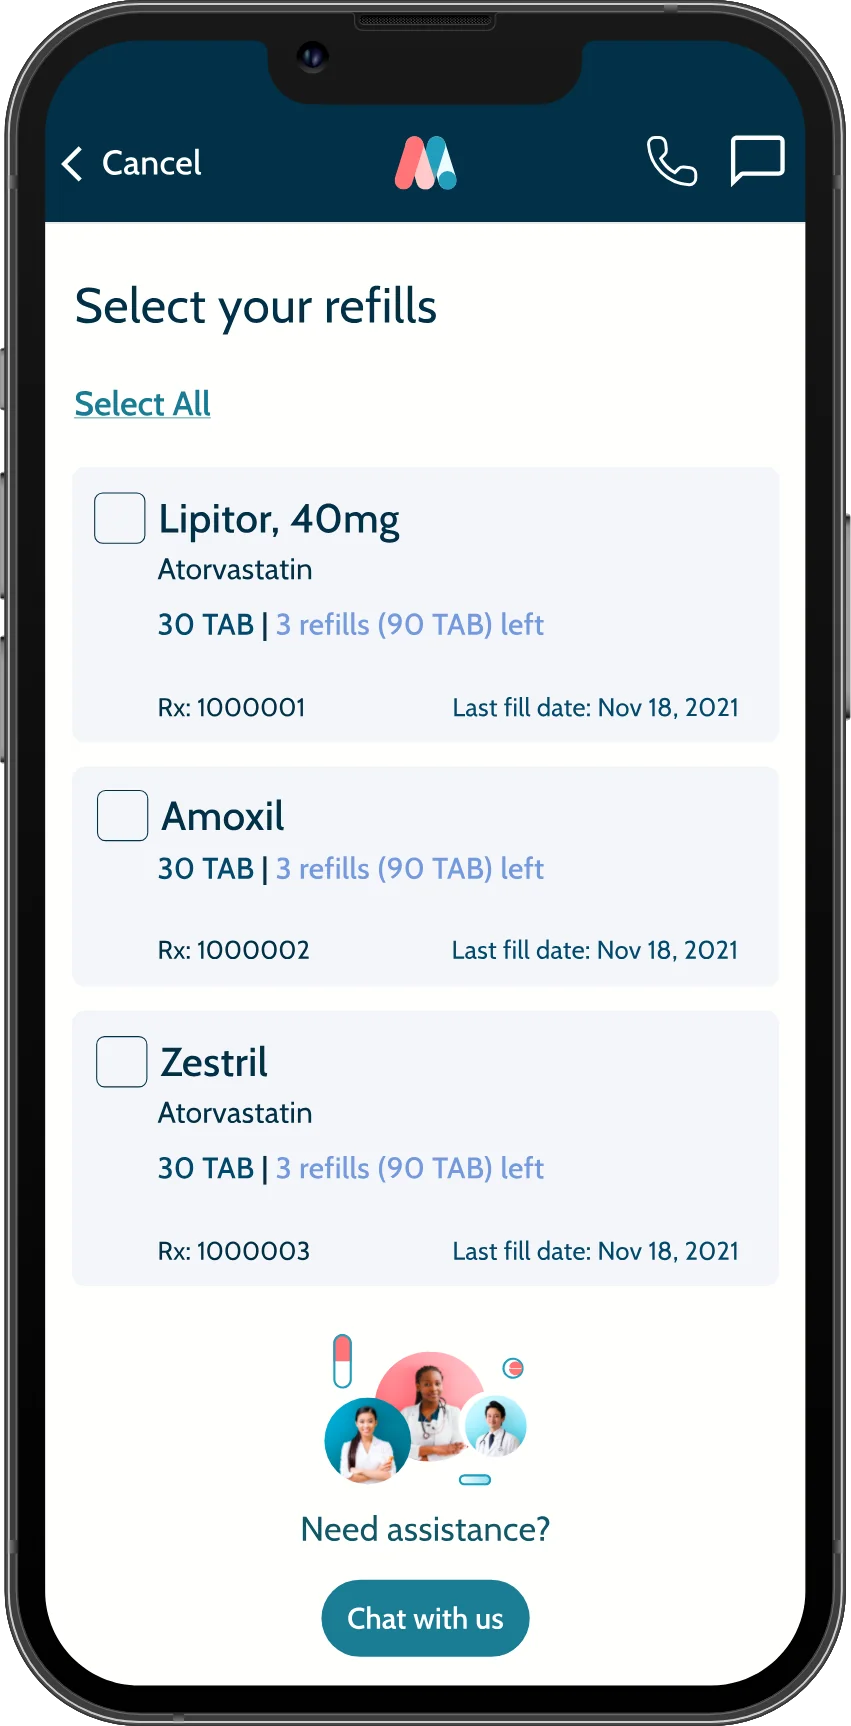 Cancel
Select your refills
Select All
Lipitor, 40mg
Atorvastatin
30 TAB | 3 refills (90 TAB) left
Rx: 1000001 Last fill date: Nov 18, 2021
Amoxil
30 TAB | 3 refills (90 TAB) left
Rx: 1000002 Last fill date: Nov 18, 2021
Zestril
Atorvastatin
30 TAB | 3 refills (90 TAB) left
Rx: 1000003 Last fill date: Nov 18, 2021
Need assistance?
Chat with us